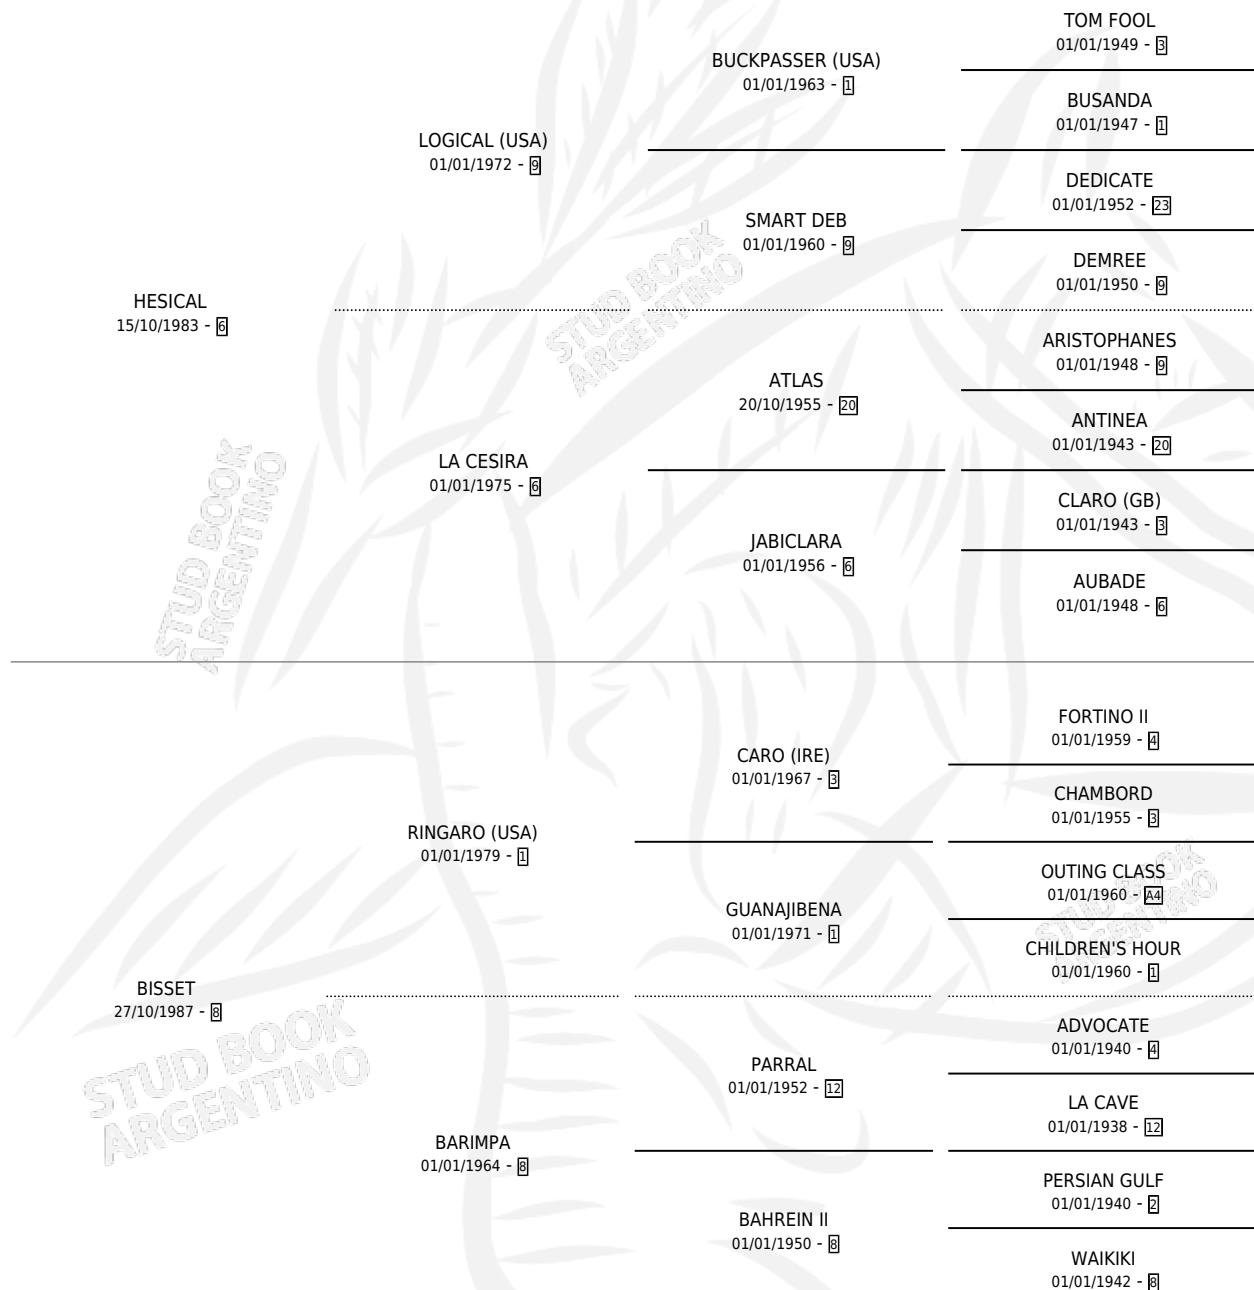 TOM FOOL
01/01/1949 - 3
BUCKPASSER (USA)
01/01/1963 - 1
BUSANDA
01/01/1947 - 1
LOGICAL (USA)
01/01/1972 - 9
DEDICATE
01/01/1952 - 23
SMART DEB
01/01/1960 - 9
DEMREE
01/01/1950 - 9
HESICAL
15/10/1983 - 6
ARISTOPHANES
01/01/1948 - 9
ATLAS
20/10/1955 - 20
ANTINEA
01/01/1943 - 20
LA CESIRA
01/01/1975 - 6
CLARO (GB)
01/01/1943 - 3
JABICLARA
01/01/1956 - 6
AUBADE
01/01/1948 - 6
FORTINO II
01/01/1959 - 4
CARO (IRE)
01/01/1967 - 3
CHAMBORD
01/01/1955 - 3
RINGARO (USA)
01/01/1979 - 1
OUTING CLASS
01/01/1960 - A4
GUANAJIBENA
01/01/1971 - 1
CHILDREN'S HOUR
01/01/1960 - 1
BISSET
27/10/1987 - 8
ADVOCATE
01/01/1940 - 4
PARRAL
01/01/1952 - 12
LA CAVE
01/01/1938 - 12
BARIMPA
01/01/1964 - 8
PERSIAN GULF
01/01/1940 - 2
BAHREIN II
01/01/1950 - 8
WAIKIKI
01/01/1942 - 8
STUD BOOK
ARGENTINO
STUD BOOK
ARGENTINO
STUD BOOK
ARGENTINO
STUD BOOK
ARGENTINO